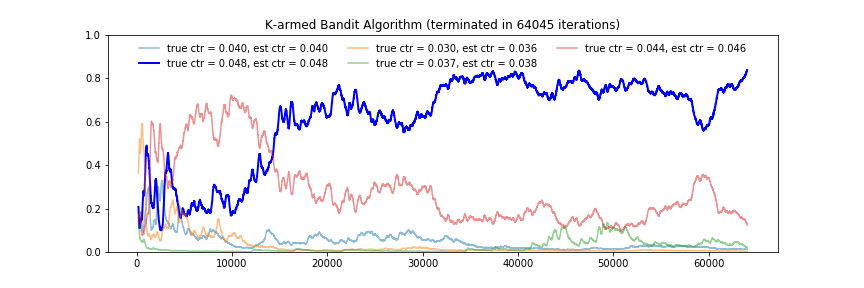 K-armed Bandit Algorithm (terminated in 64045 iterations)
1.0
true ctr = 0.040, est ctr = 0.040 true ctr = 0.030, est ctr = 0.036 true ctr = 0.044, est ctr = 0.046
true ctr = 0.048, est ctr = 0.048 true ctr = 0.037, est ctr = 0.038
0.8
0.6
0.4
0.2
0.0
0 10000 20000 30000 40000 50000 60000